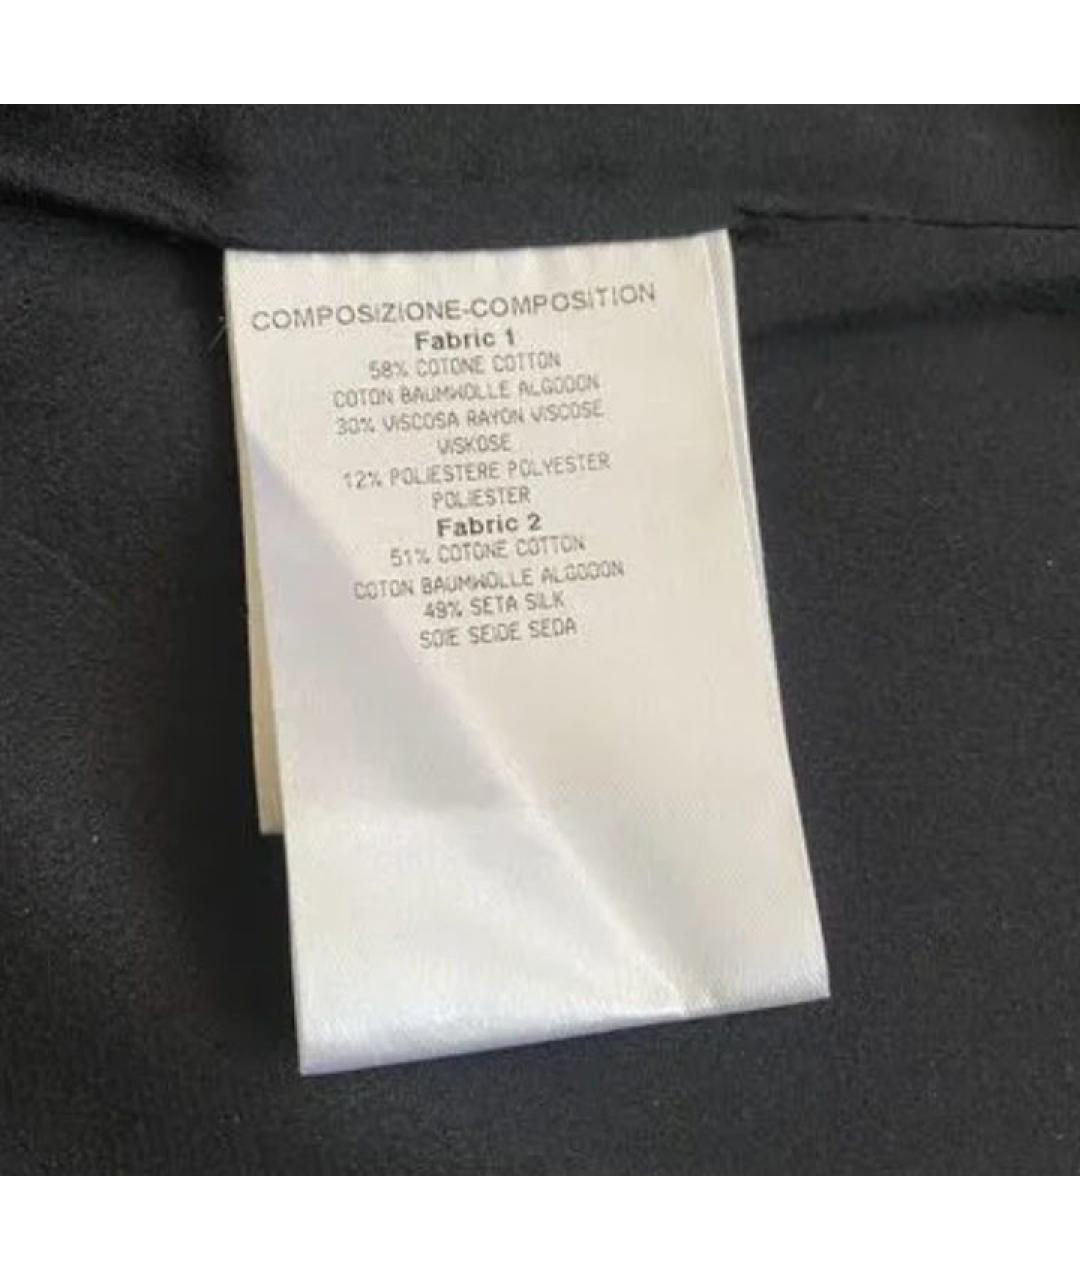 COMPOSIZIONE-COMPOSITION
Fabric 1
58% COTONE COTTON
COTON BAUMWOLLE ALGODON
30% VISCOSA RAYON VISCOSE
VISKOSE
12% POLIESTERE POLYESTER
POLIESTER
Fabric 2
51% COTONE COTTON
COTON BAUMWOLLE ALGODON
49% SETA SILK
SOIE SEIDE SEDA